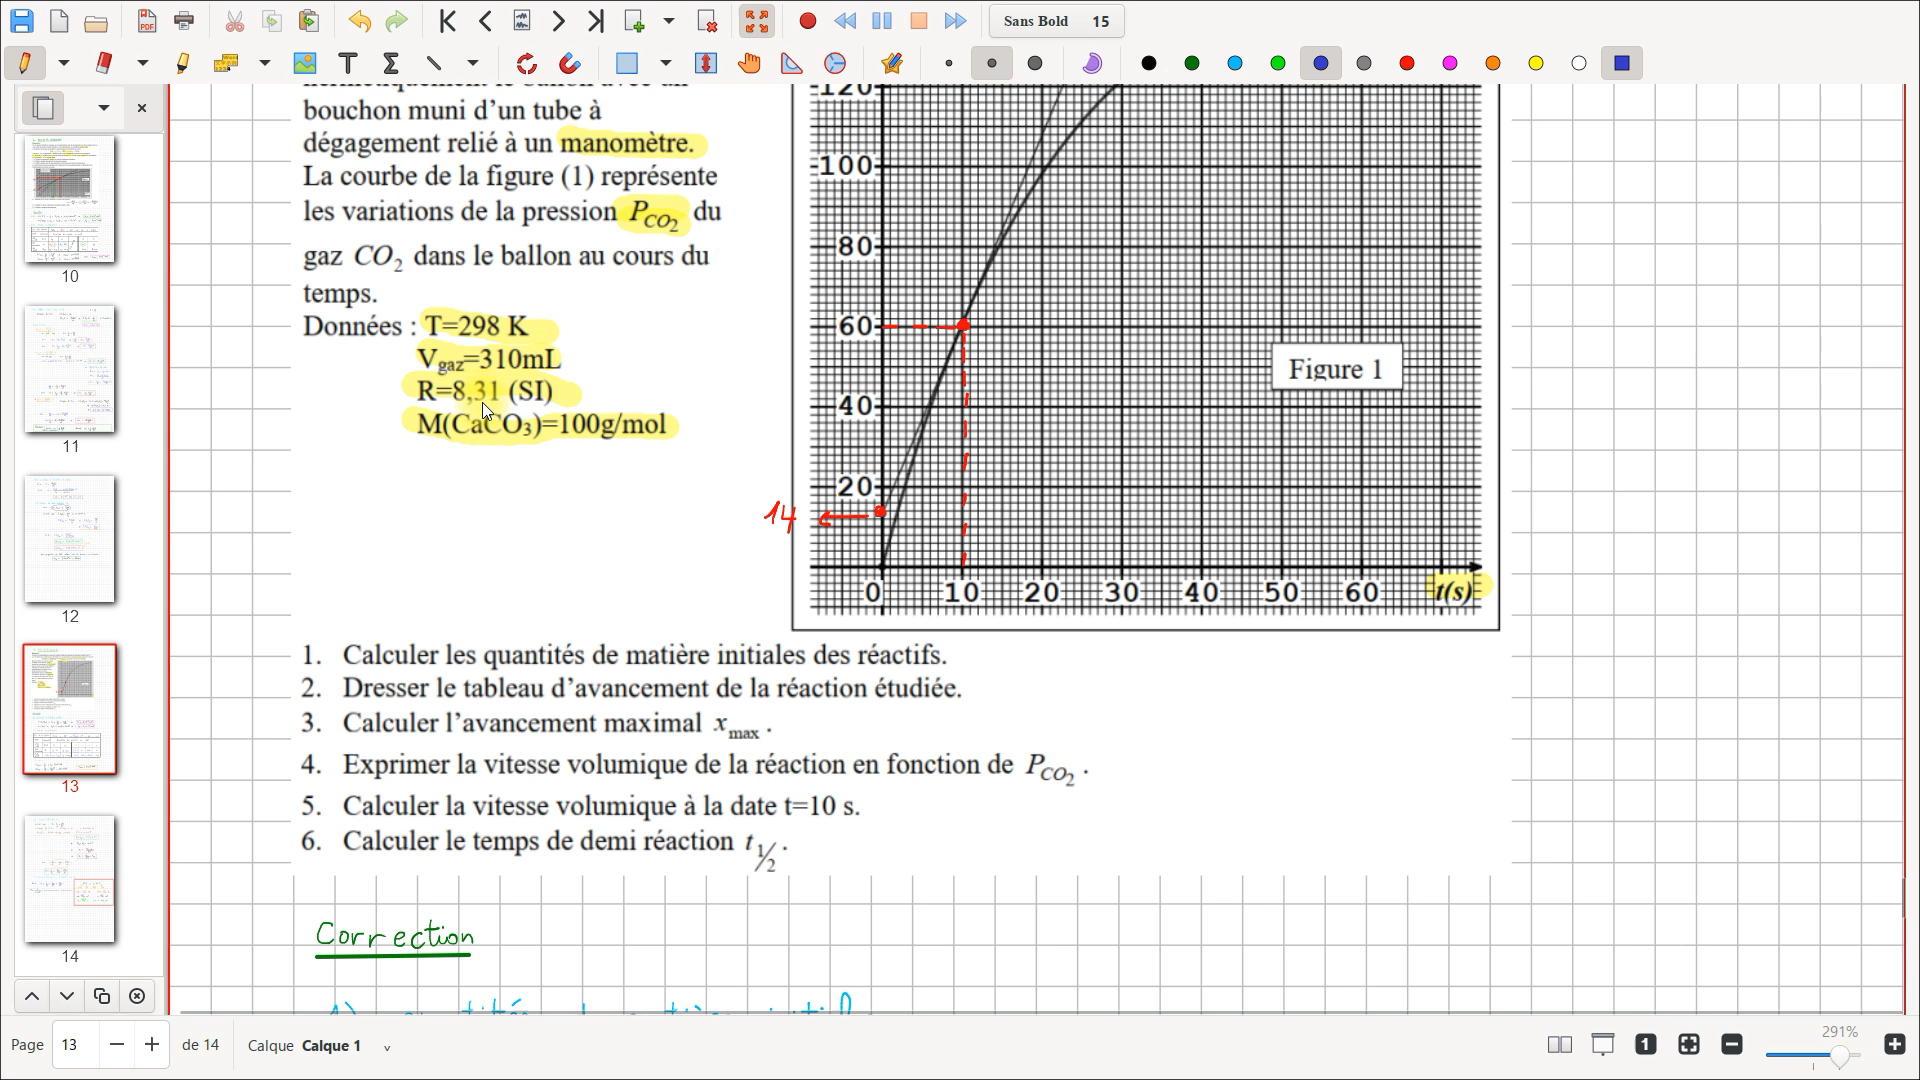 Sans Bold 15
bouchon muni d'un tube à
dégagement relié à un manomètre.
La courbe de la figure (1) représente
les variations de la pression P_CO₂ du
gaz CO₂ dans le ballon au cours du
temps.
Données : T=298 K
Vgaz=310mL
R=8,31 (SI)
M(CaCO₃)=100g/mol
120
100
80
60
40
20
14
0 10 20 30 40 50 60 t(s)
Figure 1
1. Calculer les quantités de matière initiales des réactifs.
2. Dresser le tableau d'avancement de la réaction étudiée.
3. Calculer l'avancement maximal x max .
4. Exprimer la vitesse volumique de la réaction en fonction de P_CO₂ .
5. Calculer la vitesse volumique à la date t=10 s.
6. Calculer le temps de demi réaction t 1/2 .
Correction
10
11
12
13
14
Page 13 de 14 Calque Calque 1
1
291%